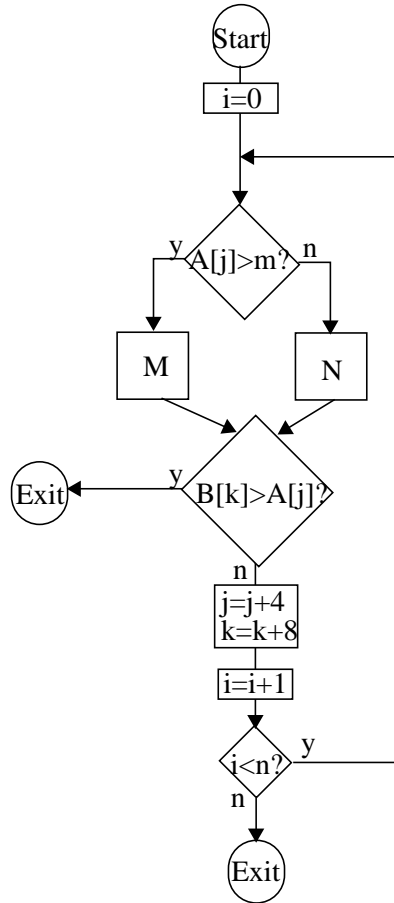 Start
i=0
A[j]>m?
y
n
M
N
B[k]>A[j]?
y
Exit
n
j=j+4
k=k+8
i=i+1
i<n?
y
n
Exit